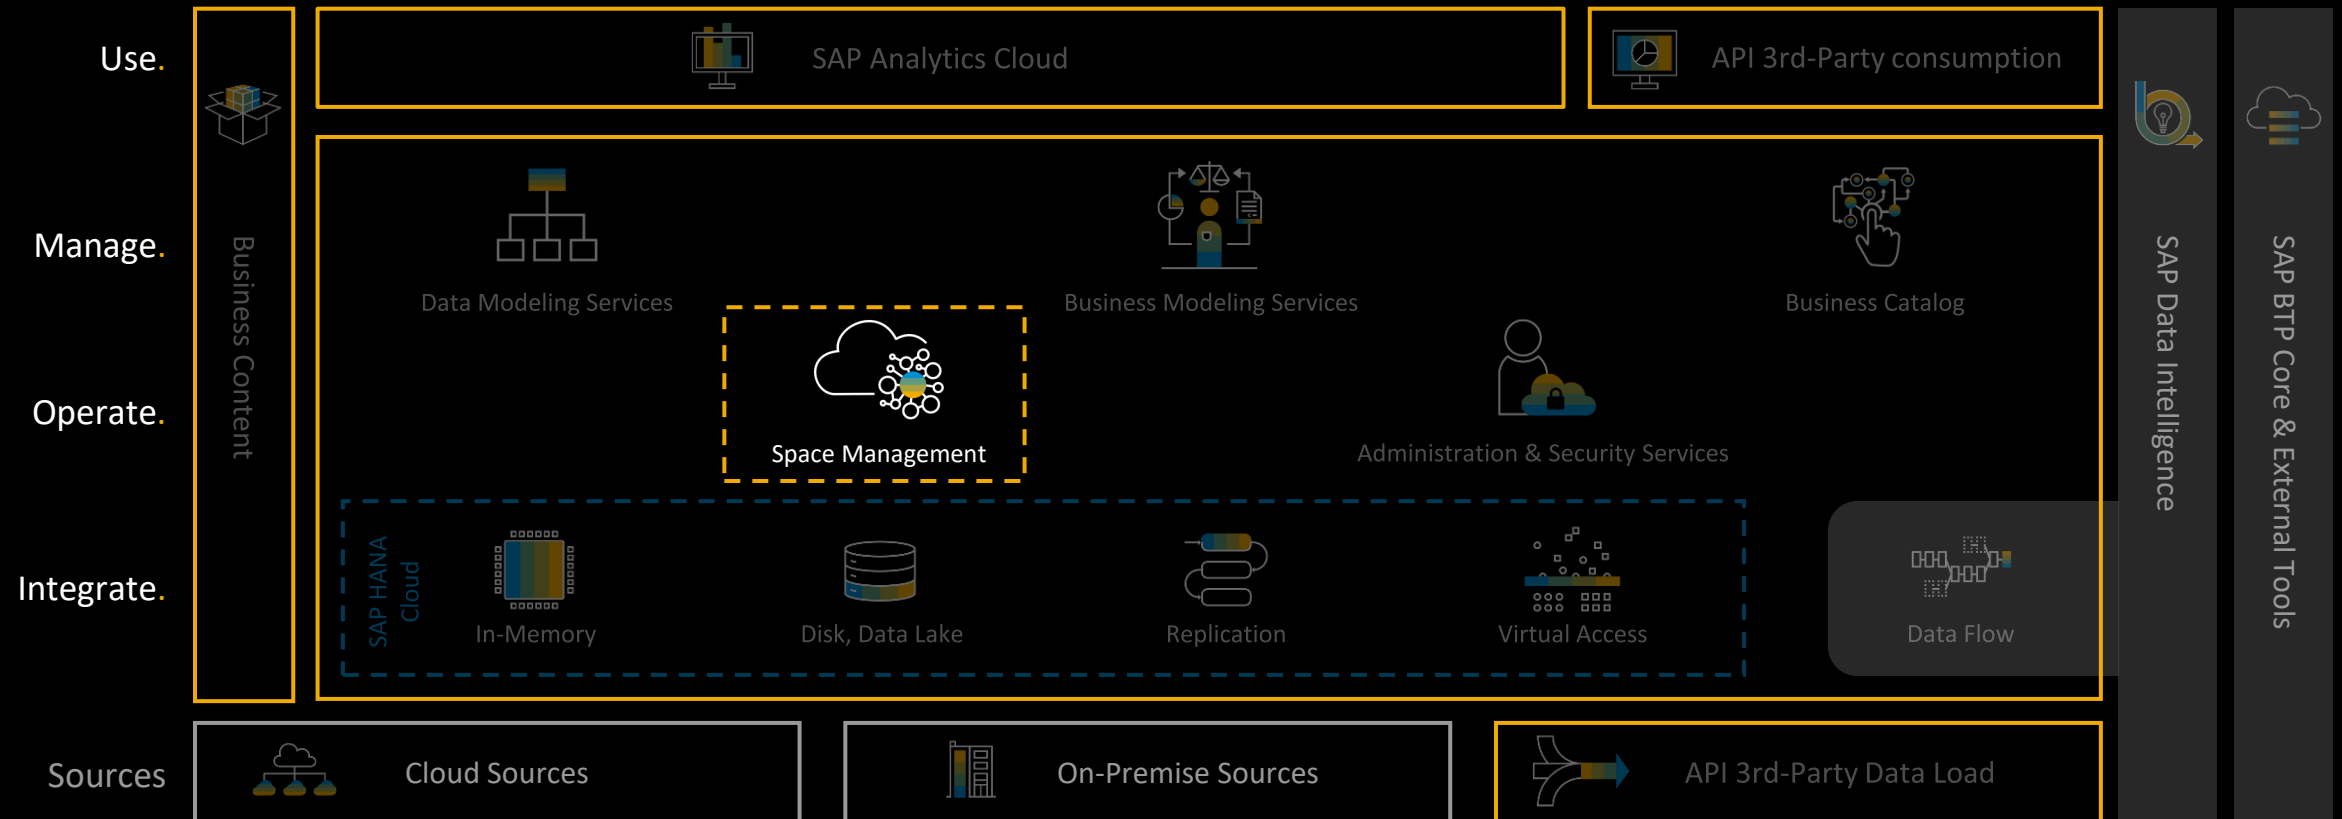 Use.
SAP Analytics Cloud
API 3rd-Party consumption
Manage.
Business Content
Data Modeling Services
Business Modeling Services
Business Catalog
Operate.
Space Management
Administration & Security Services
Integrate.
SAP HANA
Cloud
In-Memory
Disk, Data Lake
Replication
Virtual Access
Data Flow
SAP Data Intelligence
SAP BTP Core & External Tools
Sources
Cloud Sources
On-Premise Sources
API 3rd-Party Data Load